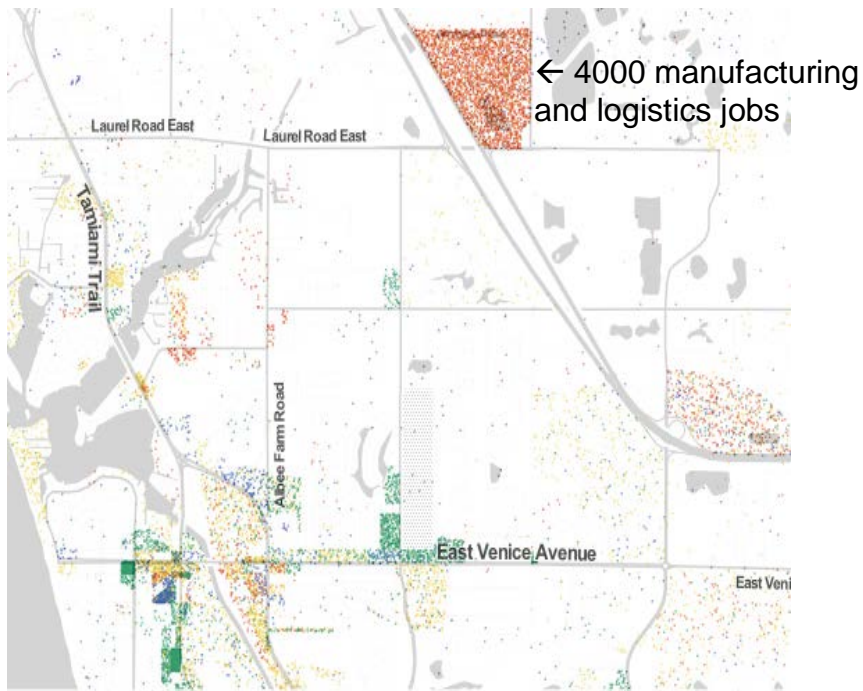 ← 4000 manufacturing
and logistics jobs
Laurel Road East
Laurel Road East
Tamiami Trail
Albee Farm Road
East Venice Avenue
East Veni